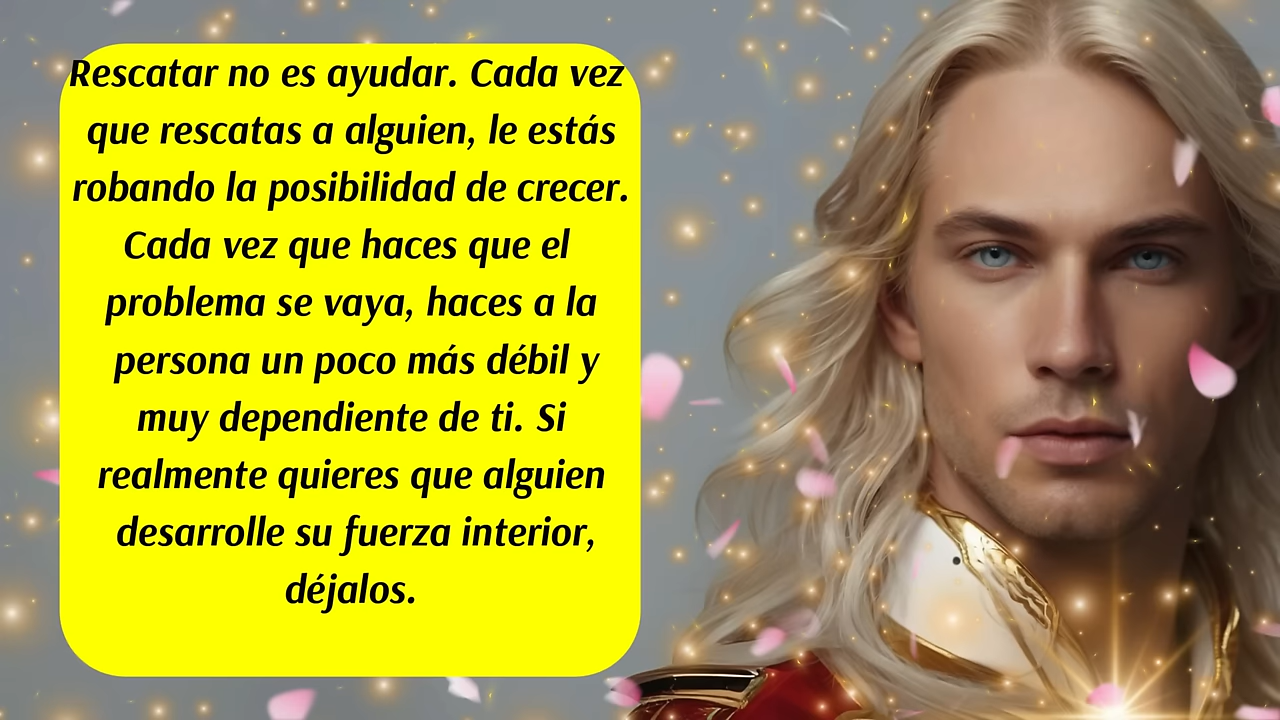 Rescatar no es ayudar. Cada vez
que rescatas a alguien, le estás
robando la posibilidad de crecer.
Cada vez que haces que el
problema se vaya, haces a la
persona un poco más débil y
muy dependiente de ti. Si
realmente quieres que alguien
desarrolle su fuerza interior,
déjalos.